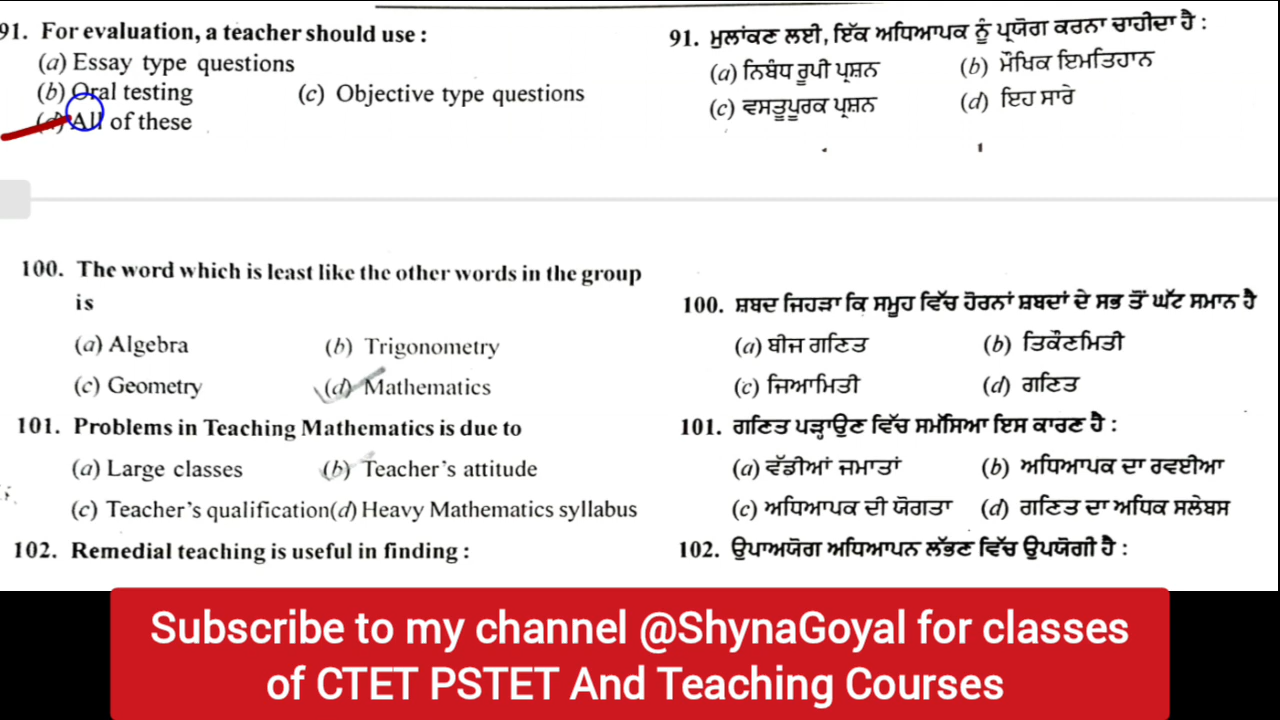 91. For evaluation, a teacher should use :
(a) Essay type questions
(b) Oral testing (c) Objective type questions
(d) All of these
91. ਮੁਲਾਂਕਣ ਲਈ, ਇੱਕ ਅਧਿਆਪਕ ਨੂੰ ਪ੍ਰਯੋਗ ਕਰਨਾ ਚਾਹੀਦਾ ਹੈ :
(a) ਨਿਬੰਧ ਰੂਪੀ ਪ੍ਰਸ਼ਨ (b) ਮੌਖਿਕ ਇਮਤਿਹਾਨ
(c) ਵਸਤੂਪੂਰਕ ਪ੍ਰਸ਼ਨ (d) ਇਹ ਸਾਰੇ
100. The word which is least like the other words in the group
is
(a) Algebra (b) Trigonometry
(c) Geometry (d) Mathematics
101. Problems in Teaching Mathematics is due to
(a) Large classes (b) Teacher's attitude
(c) Teacher's qualification(d) Heavy Mathematics syllabus
102. Remedial teaching is useful in finding :
100. ਸ਼ਬਦ ਜਿਹੜਾ ਕਿ ਸਮੂਹ ਵਿੱਚ ਹੋਰਨਾਂ ਸ਼ਬਦਾਂ ਦੇ ਸਭ ਤੋਂ ਘੱਟ ਸਮਾਨ ਹੈ
(a) ਬੀਜ ਗਣਿਤ (b) ਤਿਕੌਣਮਿਤੀ
(c) ਜਿਆਮਿਤੀ (d) ਗਣਿਤ
101. ਗਣਿਤ ਪੜ੍ਹਾਉਣ ਵਿੱਚ ਸਮੱਸਿਆ ਇਸ ਕਾਰਣ ਹੈ :
(a) ਵੱਡੀਆਂ ਜਮਾਤਾਂ (b) ਅਧਿਆਪਕ ਦਾ ਰਵਈਆ
(c) ਅਧਿਆਪਕ ਦੀ ਯੋਗਤਾ (d) ਗਣਿਤ ਦਾ ਅਧਿਕ ਸਲੇਬਸ
102. ਉਪਾਅਯੋਗ ਅਧਿਆਪਨ ਲੱਭਣ ਵਿੱਚ ਉਪਯੋਗੀ ਹੈ :
Subscribe to my channel @ShynaGoyal for classes
of CTET PSTET And Teaching Courses